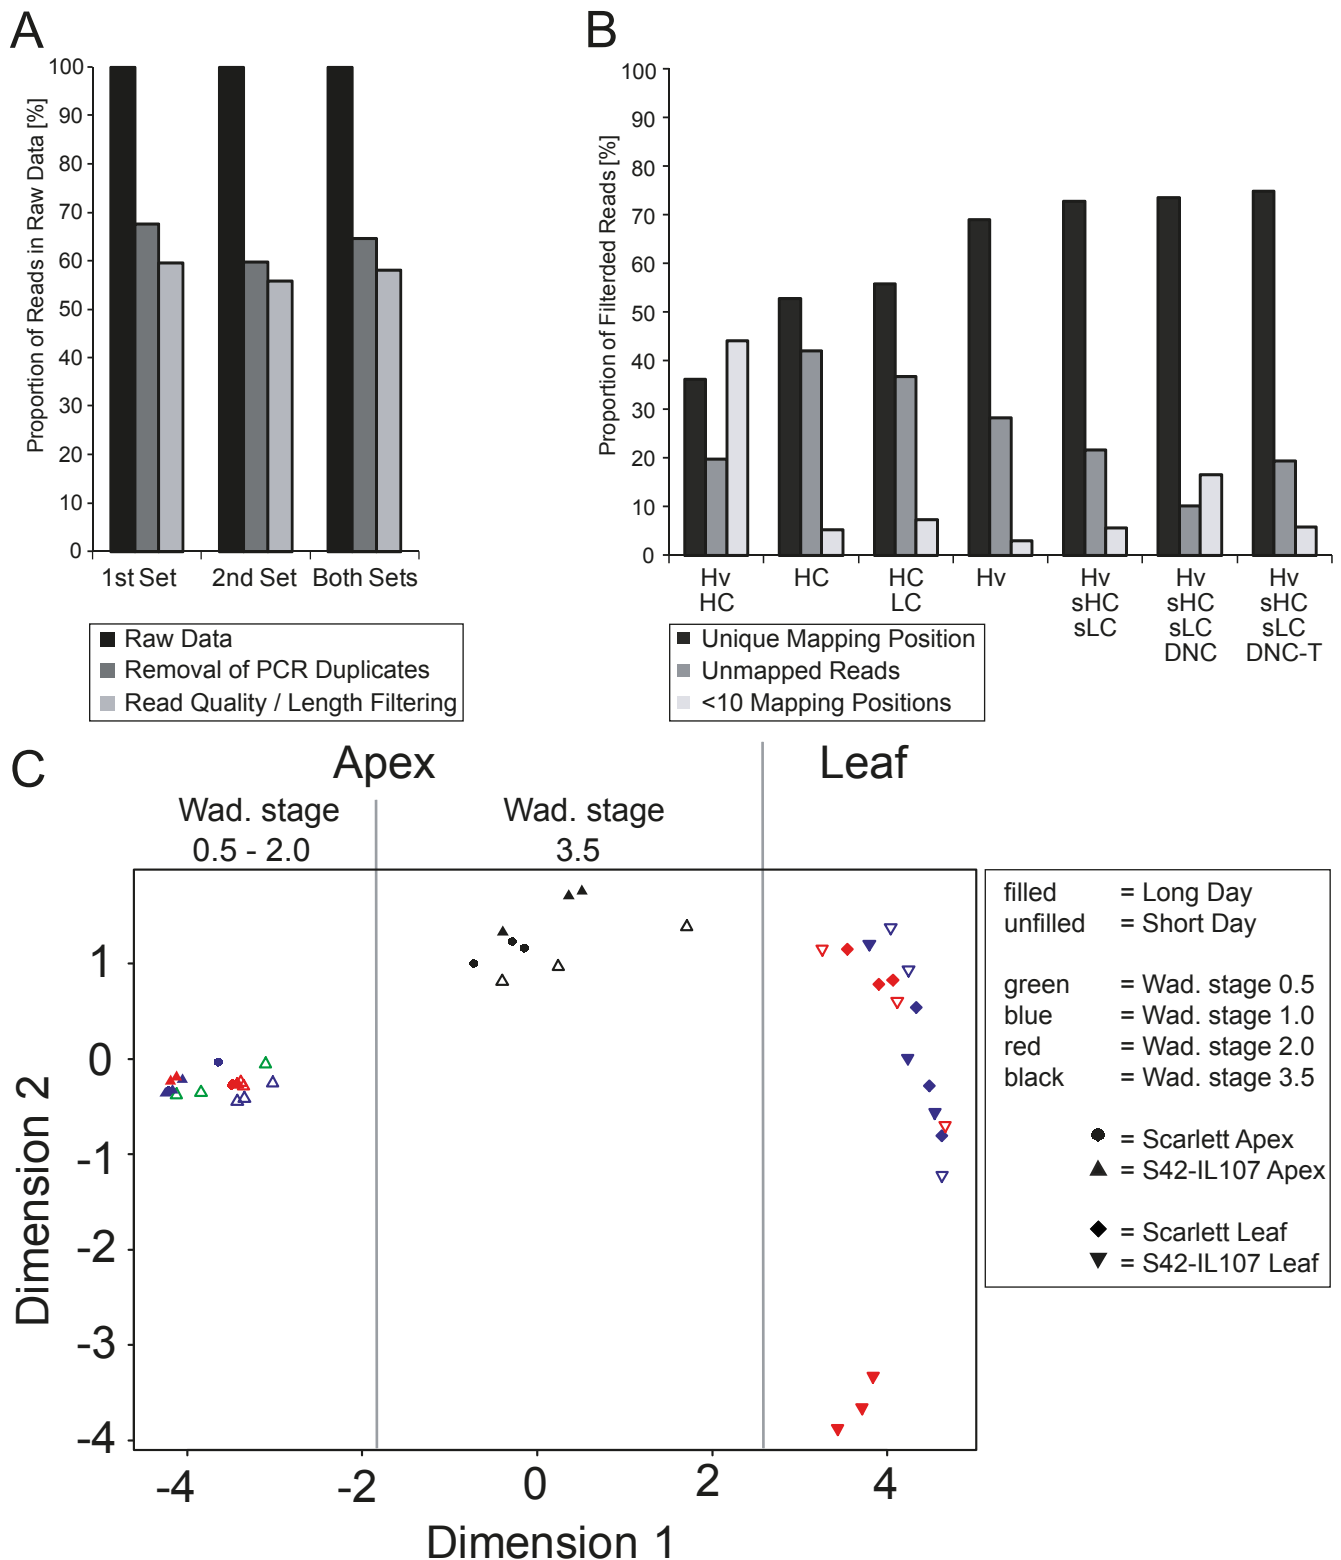 A
Proportion of Reads in Raw Data [%]
100
90
80
70
60
50
40
30
20
10
0
1st Set
2nd Set
Both Sets
Raw Data
Removal of PCR Duplicates
Read Quality / Length Filtering
B
Proportion of Filterded Reads [%]
100
90
80
70
60
50
40
30
20
10
0
Hv
HC
HC
HC
LC
Hv
Hv
sHC
sLC
Hv
sHC
sLC
DNC
Hv
sHC
sLC
DNC-T
Unique Mapping Position
Unmapped Reads
<10 Mapping Positions
C
Apex
Leaf
Wad. stage
0.5 - 2.0
Wad. stage
3.5
Dimension 2
1
0
-1
-2
-3
-4
-4
-2
0
2
4
Dimension 1
filled = Long Day
unfilled = Short Day
green = Wad. stage 0.5
blue = Wad. stage 1.0
red = Wad. stage 2.0
black = Wad. stage 3.5
= Scarlett Apex
= S42-IL107 Apex
= Scarlett Leaf
= S42-IL107 Leaf